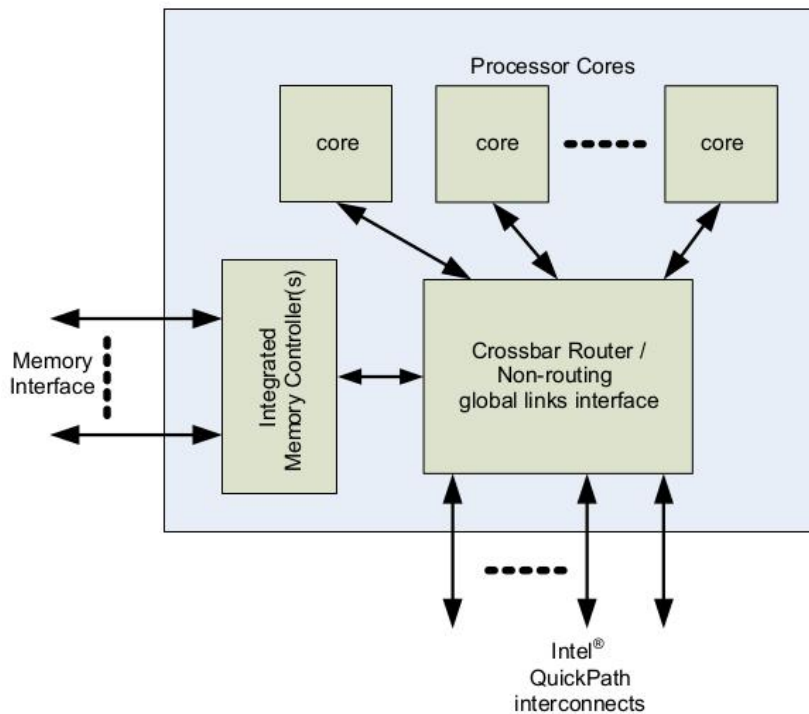 Processor Cores
core
core
core
Integrated
Memory Controller(s)
Memory
Interface
Crossbar Router /
Non-routing
global links interface
Intel®
QuickPath
interconnects